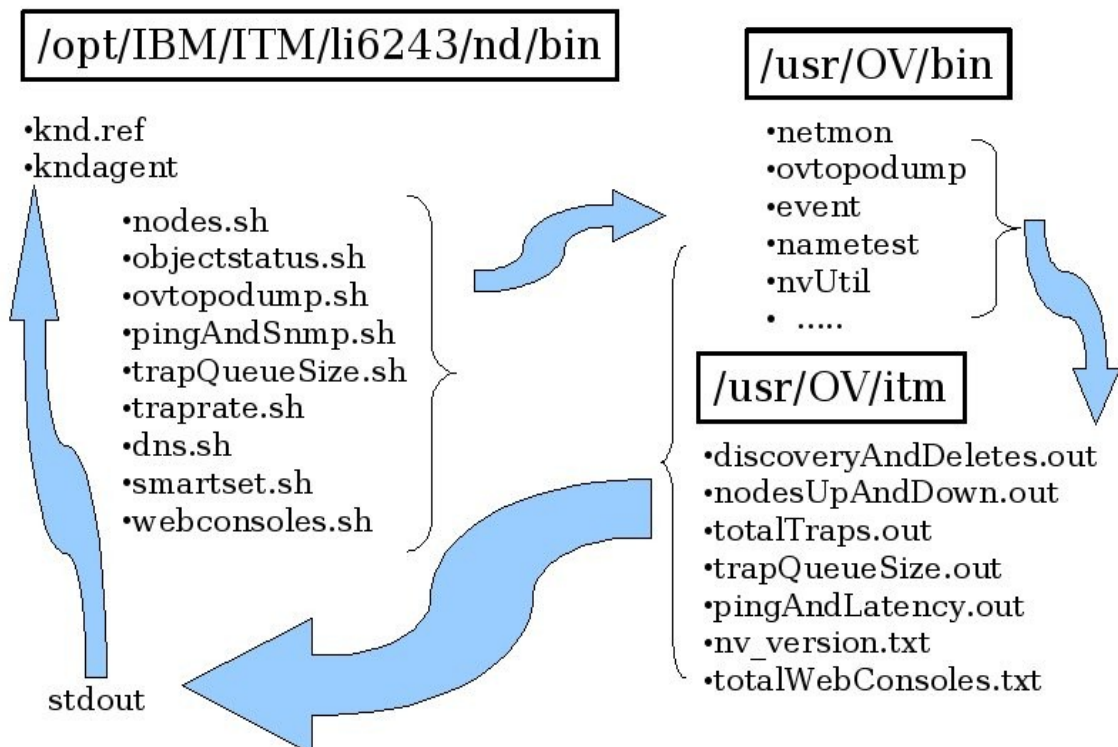 /opt/IBM/ITM/li6243/nd/bin
•knd.ref
•kndagent
•nodes.sh
•objectstatus.sh
•ovtopodump.sh
•pingAndSnmp.sh
•trapQueueSize.sh
•traprate.sh
•dns.sh
•smartset.sh
•webconsoles.sh
stdout
/usr/OV/bin
•netmon
•ovtopodump
•event
•nametest
•nvUtil
• .....
/usr/OV/itm
•discoveryAndDeletes.out
•nodesUpAndDown.out
•totalTraps.out
•trapQueueSize.out
•pingAndLatency.out
•nv_version.txt
•totalWebConsoles.txt